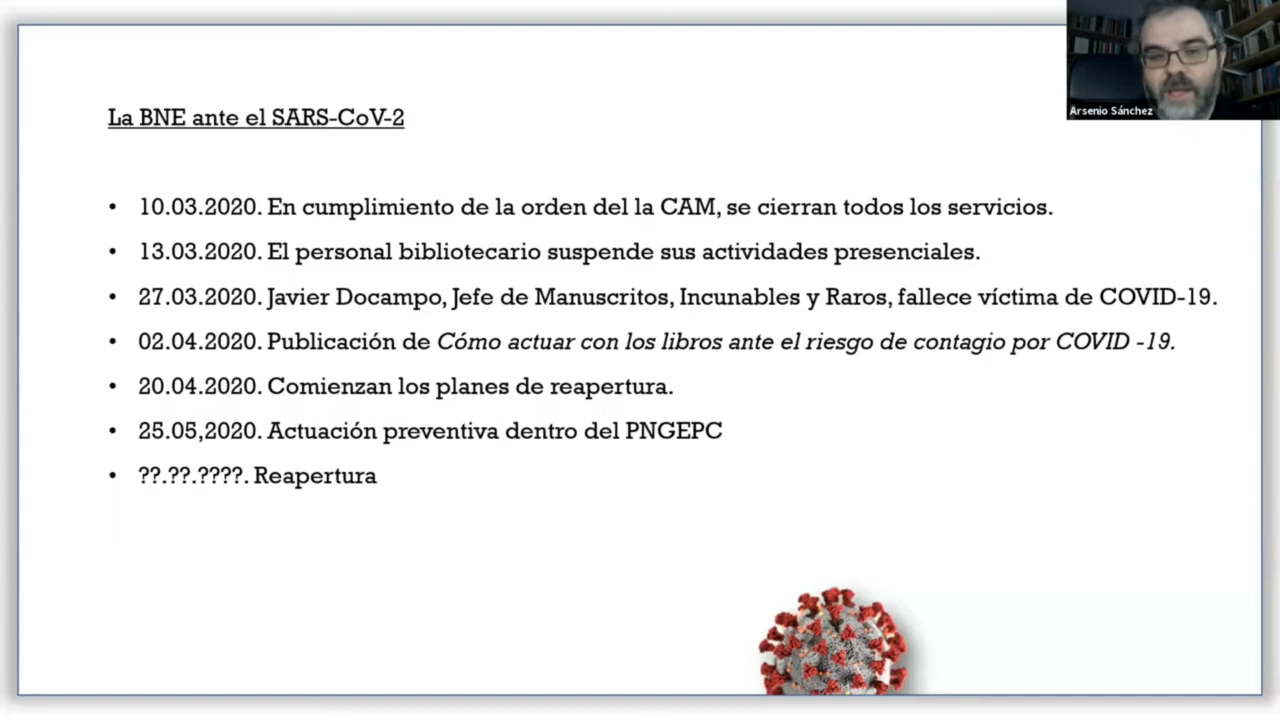 La BNE ante el SARS-CoV-2
• 10.03.2020. En cumplimiento de la orden del la CAM, se cierran todos los servicios.
• 13.03.2020. El personal bibliotecario suspende sus actividades presenciales.
• 27.03.2020. Javier Docampo, Jefe de Manuscritos, Incunables y Raros, fallece víctima de COVID-19.
• 02.04.2020. Publicación de Cómo actuar con los libros ante el riesgo de contagio por COVID -19.
• 20.04.2020. Comienzan los planes de reapertura.
• 25.05,2020. Actuación preventiva dentro del PNGEPC
• ??.??.????. Reapertura
Arsenio Sánchez